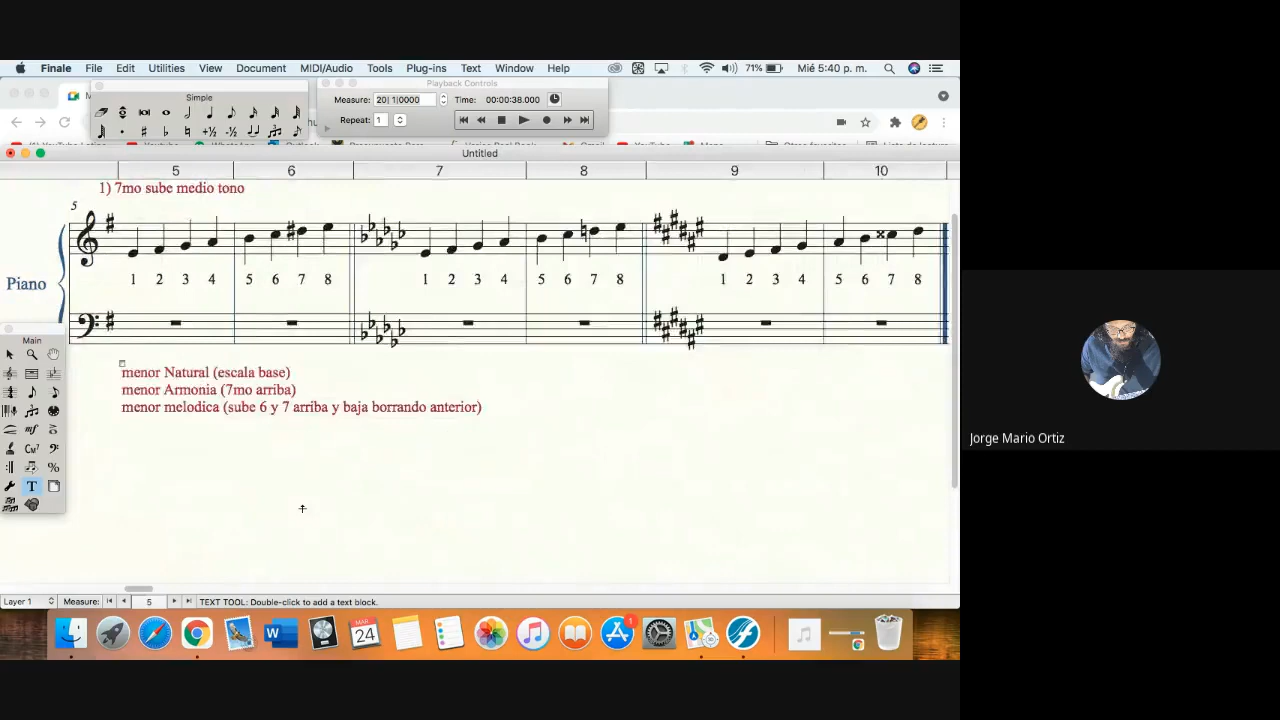 Finale File Edit Utilities View Document MIDI/Audio Tools Plug-ins Text Window Help 71% Mié 5:40 p. m.
Simple
Playback Controls
Measure: 20| 1|0000 Time: 00:00:38.000
Repeat: 1
Untitled
5 6 7 8 9 10
1) 7mo sube medio tono
5
Piano
1 2 3 4 5 6 7 8 1 2 3 4 5 6 7 8 1 2 3 4 5 6 7 8
Main
menor Natural (escala base)
menor Armonia (7mo arriba)
menor melodica (sube 6 y 7 arriba y baja borrando anterior)
Jorge Mario Ortiz
Layer 1 Measure: 5 TEXT TOOL: Double-click to add a text block.
MAR
24